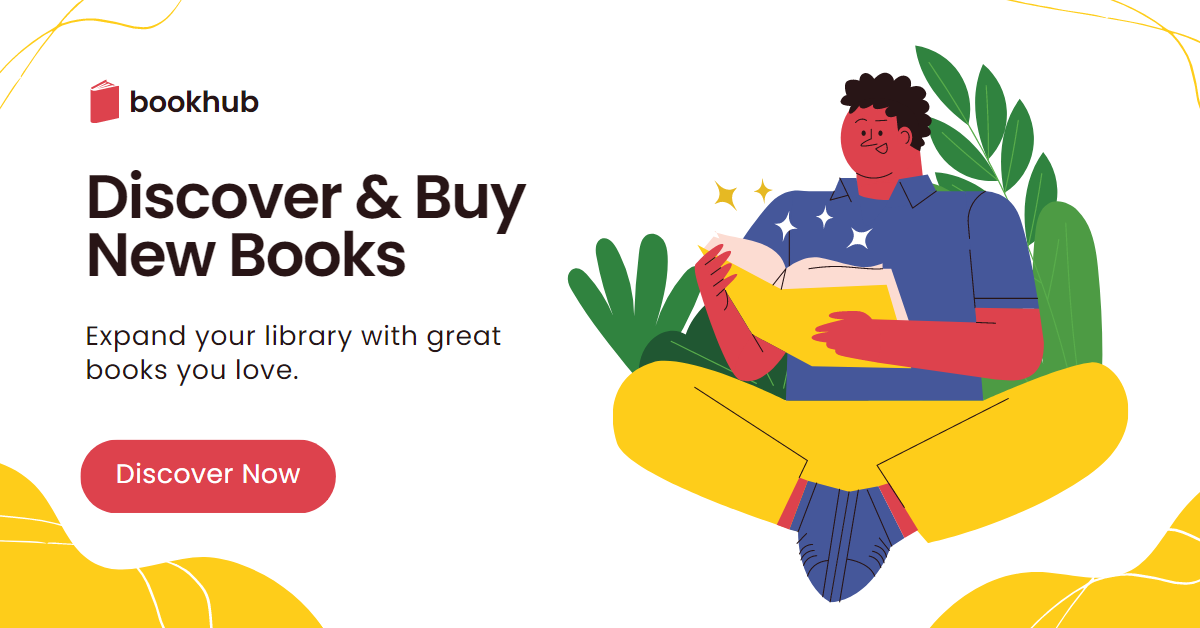 bookhub
Discover & Buy
New Books
Expand your library with great
books you love.
Discover Now